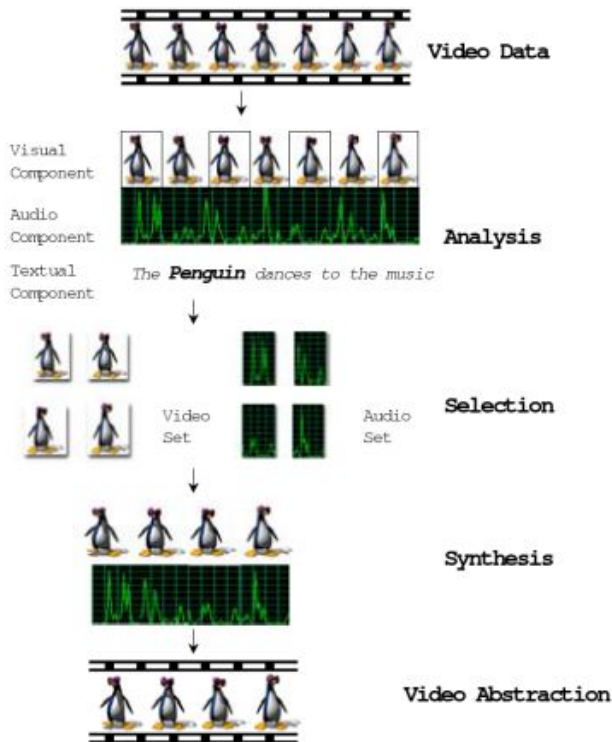 Video Data
Visual
Component
Audio
Component
Analysis
Textual
Component
The Penguin dances to the music
Video
Set
Audio
Set
Selection
Synthesis
Video Abstraction